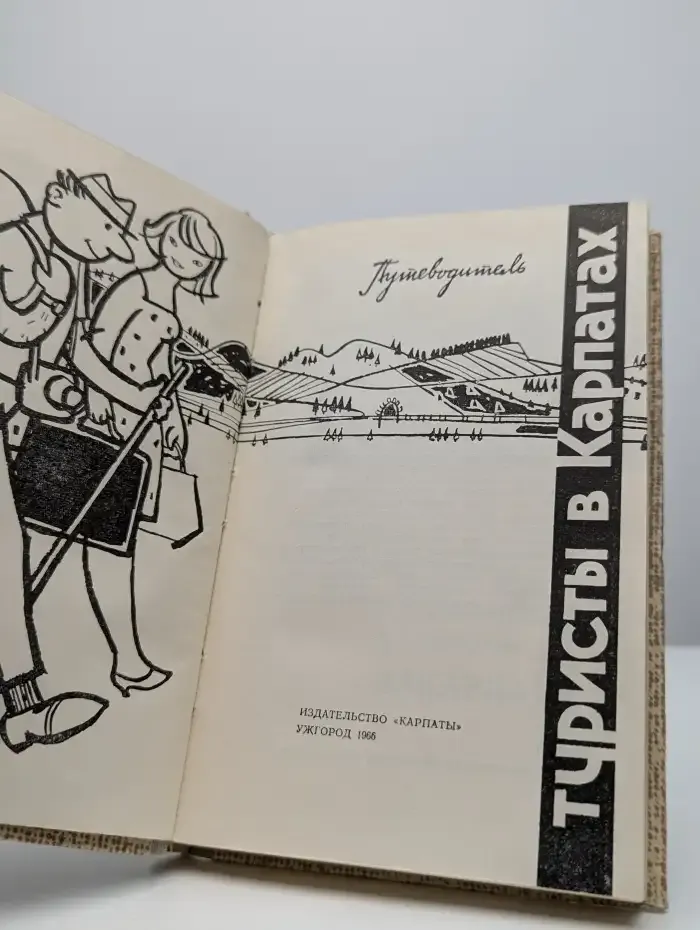 Путеводитель
туристы в Карпатах
ИЗДАТЕЛЬСТВО «КАРПАТЫ»
УЖГОРОД 1966